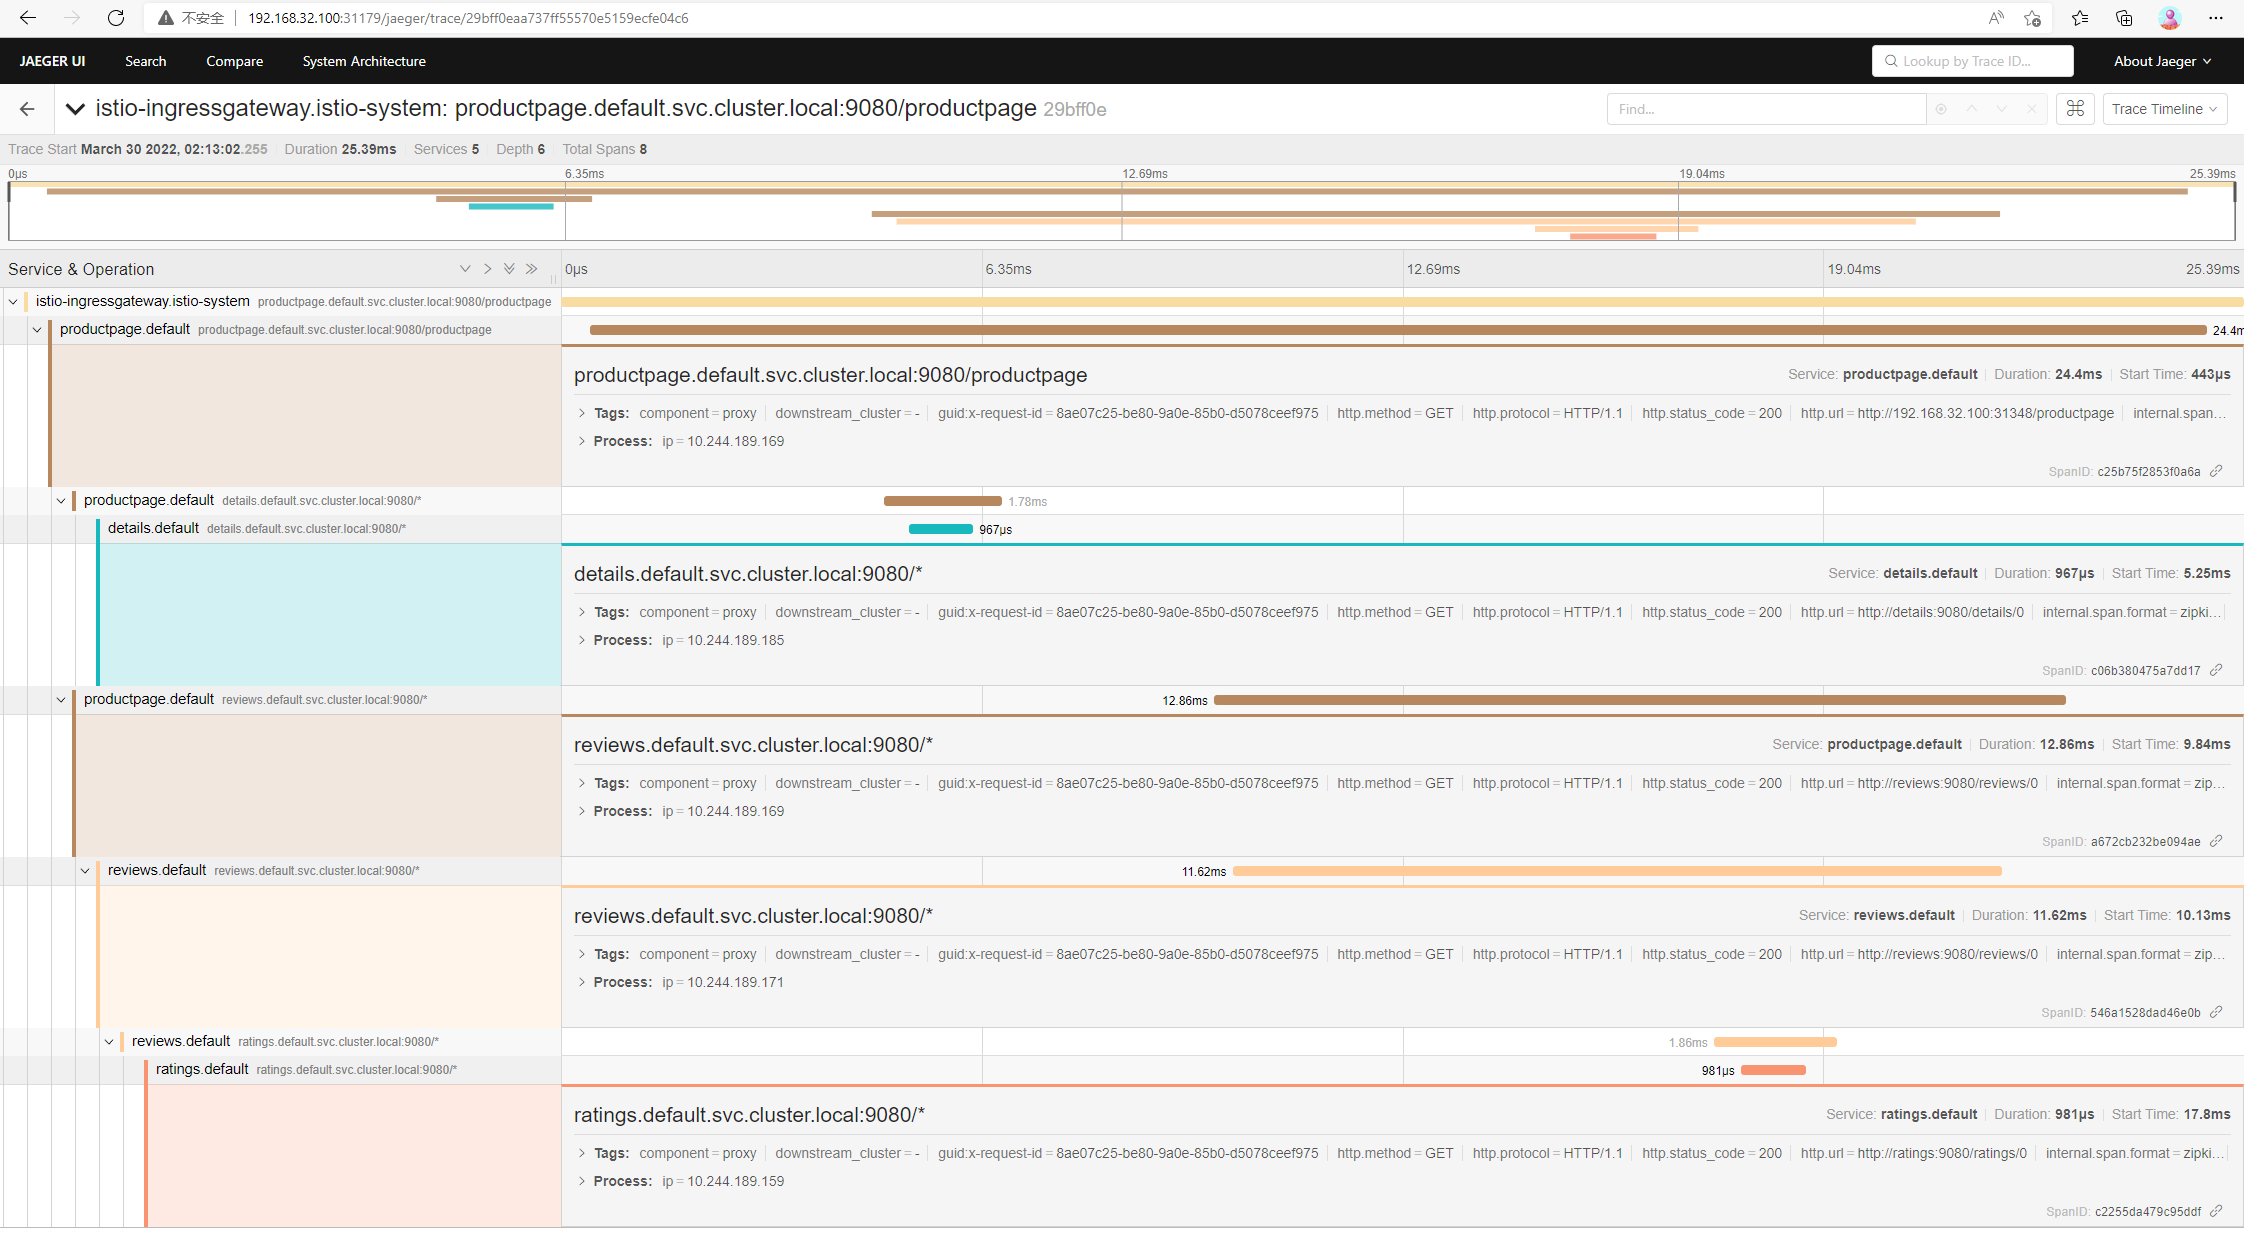 不安全 192.168.32.100:31179/jaeger/trace/29bff0eaa737ff55570e5159ecfe04c6
JAEGER UI Search Compare System Architecture Lookup by Trace ID... About Jaeger
istio-ingressgateway.istio-system: productpage.default.svc.cluster.local:9080/productpage 29bff0e Find... Trace Timeline
Trace Start March 30 2022, 02:13:02.255 Duration 25.39ms Services 5 Depth 6 Total Spans 8
0μs 6.35ms 12.69ms 19.04ms 25.39ms
Service & Operation 0μs 6.35ms 12.69ms 19.04ms 25.39ms
istio-ingressgateway.istio-system productpage.default.svc.cluster.local:9080/productpage
productpage.default productpage.default.svc.cluster.local:9080/productpage 24.4m
productpage.default.svc.cluster.local:9080/productpage Service: productpage.default Duration: 24.4ms Start Time: 443μs
Tags: component = proxy downstream_cluster = - guid:x-request-id = 8ae07c25-be80-9a0e-85b0-d5078ceef975 http.method = GET http.protocol = HTTP/1.1 http.status_code = 200 http.url = http://192.168.32.100:31348/productpage internal.span…
Process: ip = 10.244.189.169
SpanID: c25b75f2853f0a6a
productpage.default details.default.svc.cluster.local:9080/* 1.78ms
details.default details.default.svc.cluster.local:9080/* 967μs
details.default.svc.cluster.local:9080/* Service: details.default Duration: 967μs Start Time: 5.25ms
Tags: component = proxy downstream_cluster = - guid:x-request-id = 8ae07c25-be80-9a0e-85b0-d5078ceef975 http.method = GET http.protocol = HTTP/1.1 http.status_code = 200 http.url = http://details:9080/details/0 internal.span.format = zipki…
Process: ip = 10.244.189.185
SpanID: c06b380475a7dd17
productpage.default reviews.default.svc.cluster.local:9080/* 12.86ms
reviews.default.svc.cluster.local:9080/* Service: productpage.default Duration: 12.86ms Start Time: 9.84ms
Tags: component = proxy downstream_cluster = - guid:x-request-id = 8ae07c25-be80-9a0e-85b0-d5078ceef975 http.method = GET http.protocol = HTTP/1.1 http.status_code = 200 http.url = http://reviews:9080/reviews/0 internal.span.format = zip…
Process: ip = 10.244.189.169
SpanID: a672cb232be094ae
reviews.default reviews.default.svc.cluster.local:9080/* 11.62ms
reviews.default.svc.cluster.local:9080/* Service: reviews.default Duration: 11.62ms Start Time: 10.13ms
Tags: component = proxy downstream_cluster = - guid:x-request-id = 8ae07c25-be80-9a0e-85b0-d5078ceef975 http.method = GET http.protocol = HTTP/1.1 http.status_code = 200 http.url = http://reviews:9080/reviews/0 internal.span.format = zip…
Process: ip = 10.244.189.171
SpanID: 546a1528dad46e0b
reviews.default ratings.default.svc.cluster.local:9080/* 1.86ms
ratings.default ratings.default.svc.cluster.local:9080/* 981μs
ratings.default.svc.cluster.local:9080/* Service: ratings.default Duration: 981μs Start Time: 17.8ms
Tags: component = proxy downstream_cluster = - guid:x-request-id = 8ae07c25-be80-9a0e-85b0-d5078ceef975 http.method = GET http.protocol = HTTP/1.1 http.status_code = 200 http.url = http://ratings:9080/ratings/0 internal.span.format = zipki…
Process: ip = 10.244.189.159
SpanID: c2255da479c95ddf